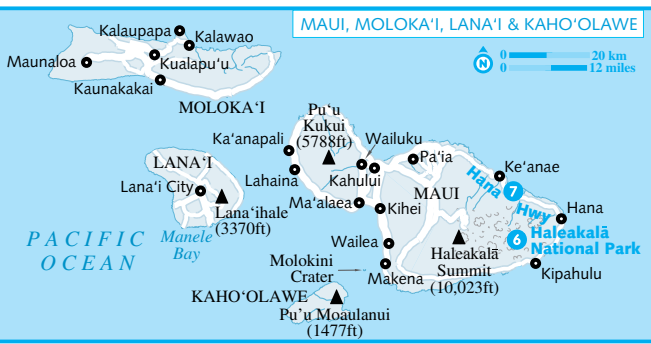 MAUI, MOLOKA‘I, LANA‘I & KAHO‘OLAWE
Kalaupapa
Kalawao
Maunaloa
Kualapu‘u
Kaunakakai
MOLOKA‘I
N
0 20 km
0 12 miles
Pu‘u
Kukui
(5788ft)
Ka‘anapali
Wailuku
Pa‘ia
Ke‘anae
LANA‘I
Lahaina
Kahului
MAUI
Hana
Hwy
7
Lana‘i City
Lana‘ihale
(3370ft)
Ma‘alaea
Kihei
Hana
6
Haleakalā
National Park
PACIFIC
OCEAN
Manele
Bay
Wailea
Haleakalā
Summit
(10,023ft)
Molokini
Crater
Makena
Kipahulu
KAHO‘OLAWE
Pu‘u Moaulanui
(1477ft)